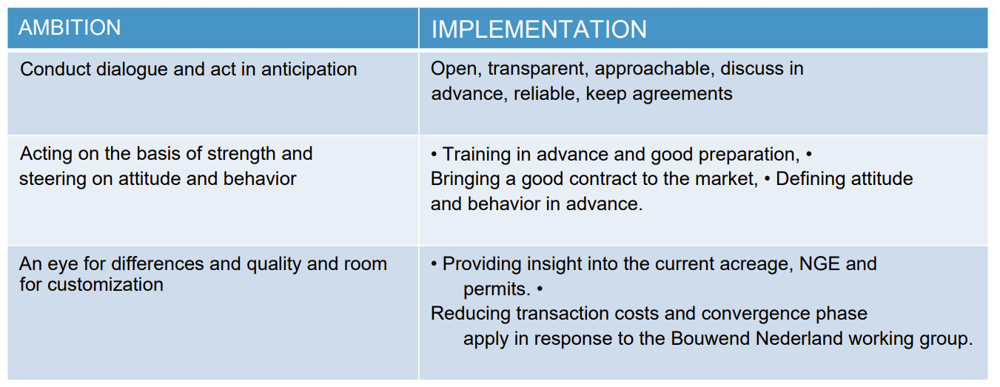 AMBITION
IMPLEMENTATION
Conduct dialogue and act in anticipation
Open, transparent, approachable, discuss in
advance, reliable, keep agreements
Acting on the basis of strength and
steering on attitude and behavior
• Training in advance and good preparation, •
Bringing a good contract to the market, • Defining attitude
and behavior in advance.
An eye for differences and quality and room
for customization
• Providing insight into the current acreage, NGE and
permits. •
Reducing transaction costs and convergence phase
apply in response to the Bouwend Nederland working group.